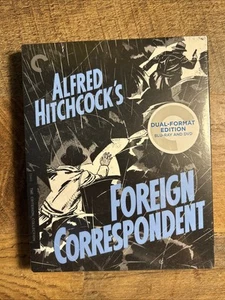 ALFRED
HITCHCOCK'S
DUAL-FORMAT
EDITION
BLU-RAY AND DVD
FOREIGN
CORRESPONDENT